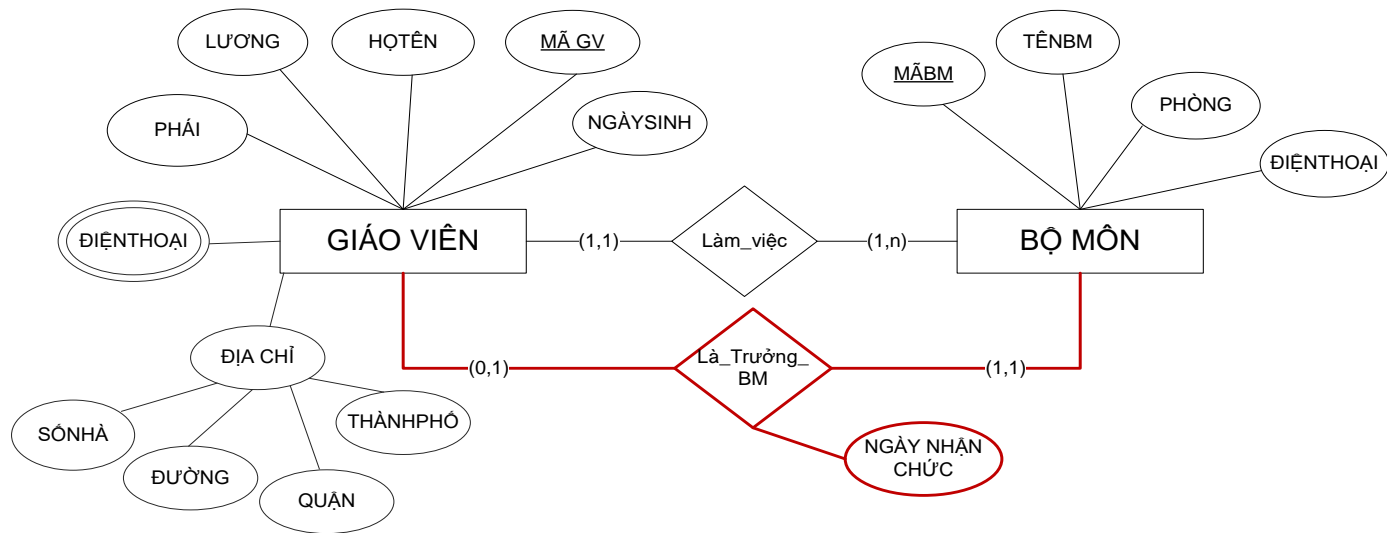 LƯƠNG
HỌTÊN
MÃ GV
TÊNBM
MÃBM
PHÁI
NGÀYSINH
PHÒNG
ĐIỆNTHOẠI
ĐIỆNTHOẠI
GIÁO VIÊN
(1,1)
Làm_việc
(1,n)
BỘ MÔN
ĐỊA CHỈ
(0,1)
Là_Trưởng_
BM
(1,1)
SỐNHÀ
THÀNHPHỐ
ĐƯỜNG
QUẬN
NGÀY NHẬN
CHỨC